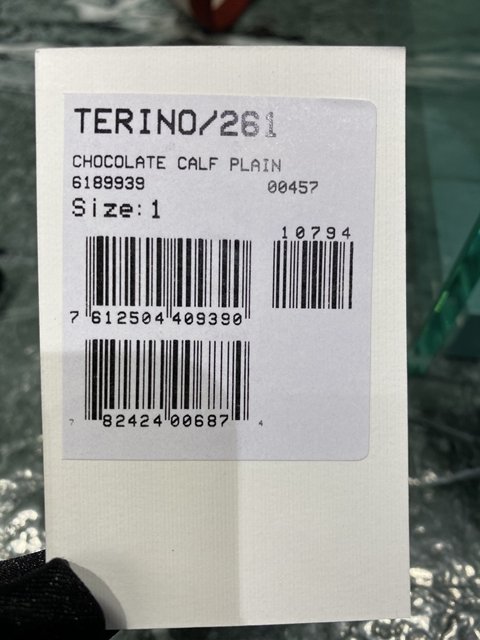 TERINO/261
CHOCOLATE CALF PLAIN
6189939 00457
Size: 1
10794
7 612504 409390
7 82424 00687 4